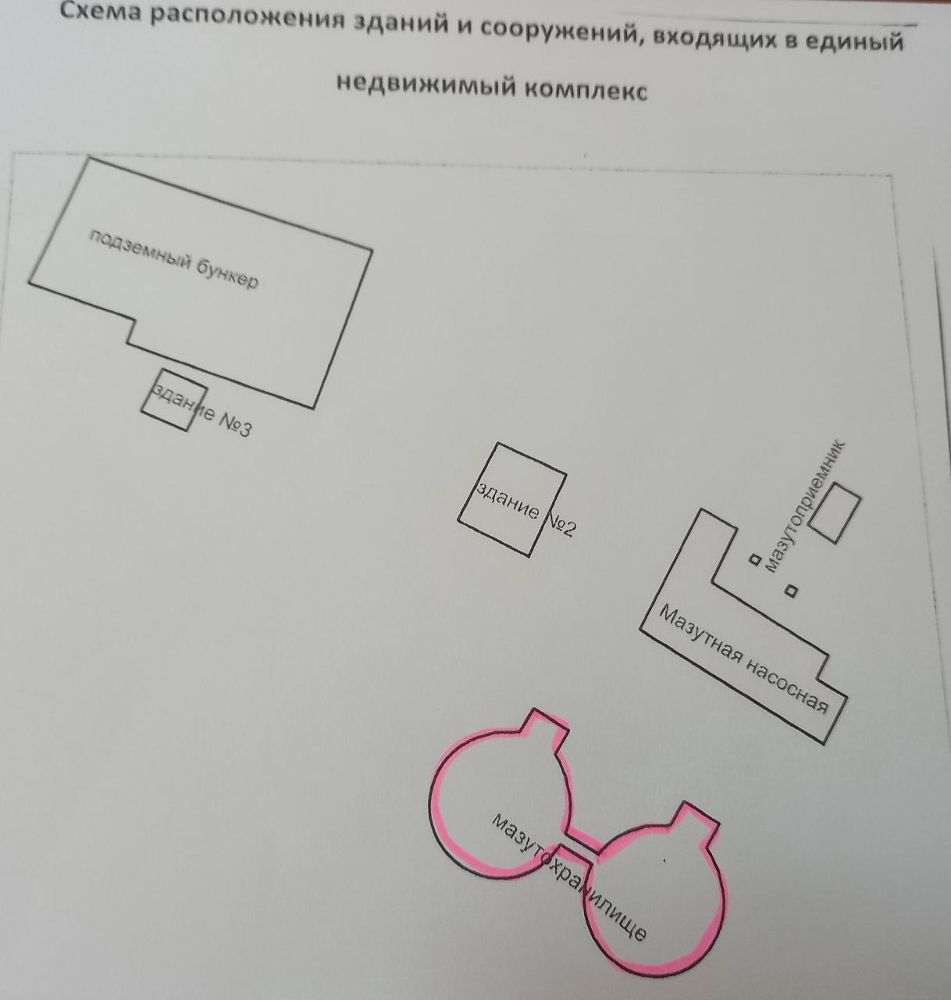 Схема расположения зданий и сооружений, входящих в единый
недвижимый комплекс
подземный бункер
здание №3
здание №2
мазутоприемник
Мазутная насосная
мазутохранилище